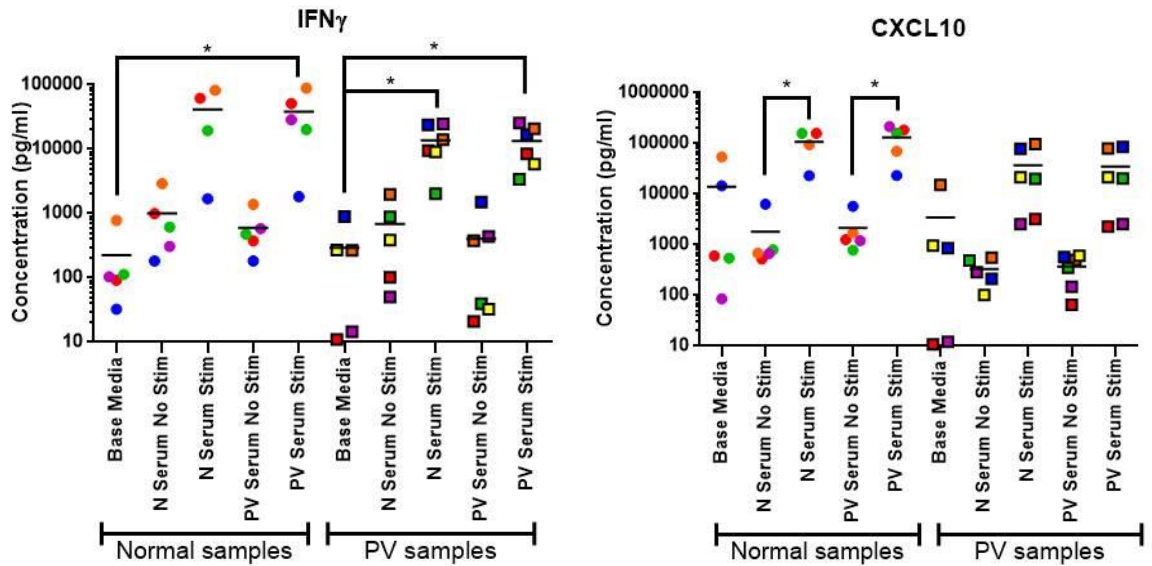 IFNγ
Concentration (pg/ml)
100000
10000
1000
100
10
*
*
*
Base Media
N Serum No Stim
N Serum Stim
PV Serum No Stim
PV Serum Stim
Base Media
N Serum No Stim
N Serum Stim
PV Serum No Stim
PV Serum Stim
Normal samples
PV samples
CXCL10
Concentration (pg/ml)
1000000
100000
10000
1000
100
10
*
*
Base Media
N Serum No Stim
N Serum Stim
PV Serum No Stim
PV Serum Stim
Base Media
N Serum No Stim
N Serum Stim
PV Serum No Stim
PV Serum Stim
Normal samples
PV samples